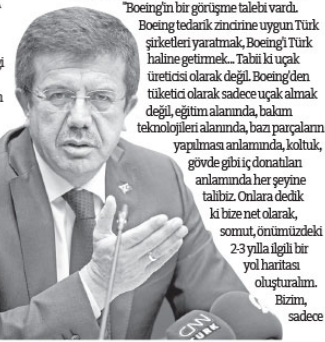 "Boeing'in bir görüşme talebi vardı.
Boeing tedarik zincirine uygun Türk
şirketleri yaratmak, Boeing'i Türk
haline getirmek... Tabii ki uçak
üreticisi olarak değil. Boeing'den
tüketici olarak sadece uçak almak
değil, eğitim alanında, bakım
teknolojileri alanında, bazı parçaların
yapılması anlamında, koltuk,
gövde gibi iç donatıları
anlamında her şeyine
talibiz. Onlara dedik
ki bize net olarak,
somut, önümüzdeki
2-3 yılla ilgili bir
yol haritası
oluşturalım.
Bizim,
sadece
CNN
TÜRK